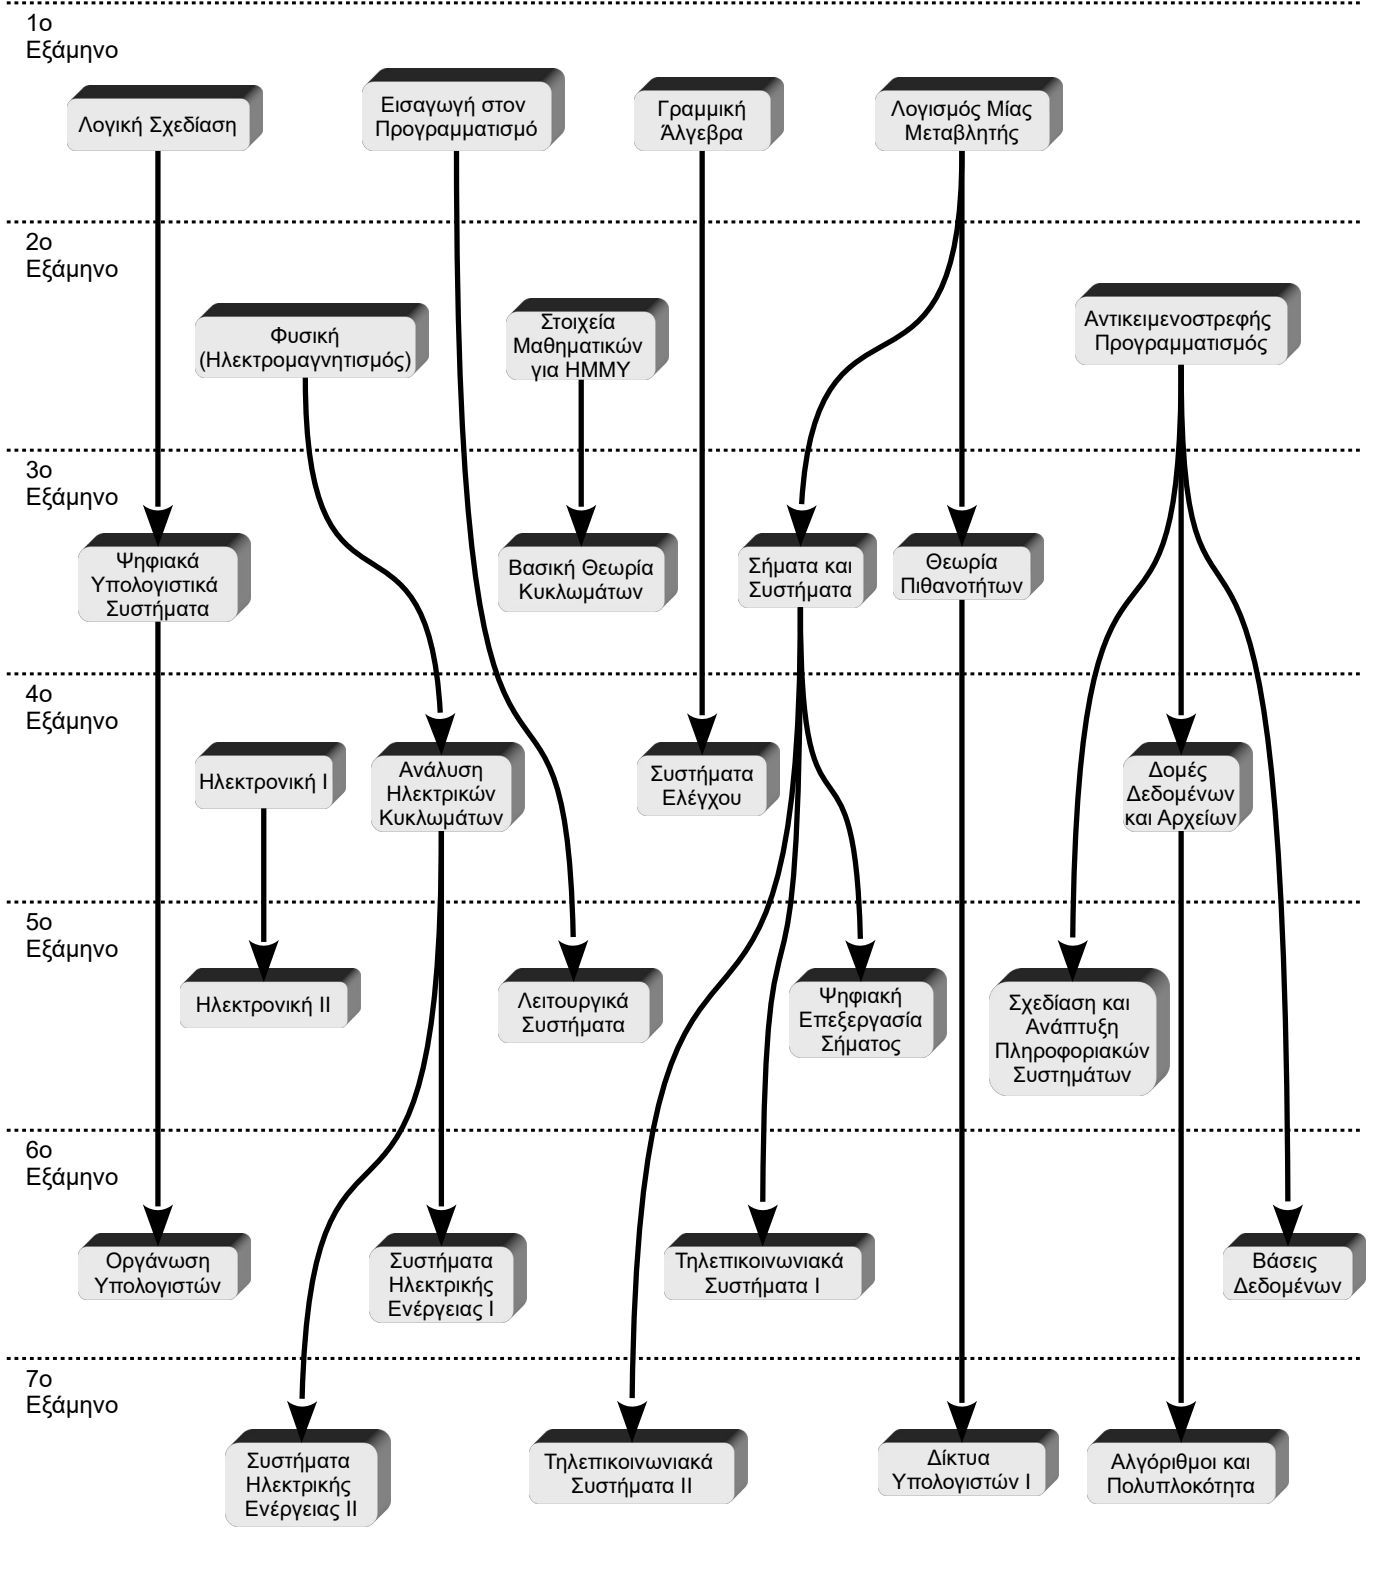 1ο
Εξάμηνο
Λογική Σχεδίαση
Εισαγωγή στον
Προγραμματισμό
Γραμμική
Άλγεβρα
Λογισμός Μίας
Μεταβλητής
2ο
Εξάμηνο
Φυσική
(Ηλεκτρομαγνητισμός)
Στοιχεία
Μαθηματικών
για ΗΜΜΥ
Αντικειμενοστρεφής
Προγραμματισμός
3ο
Εξάμηνο
Ψηφιακά
Υπολογιστικά
Συστήματα
Βασική Θεωρία
Κυκλωμάτων
Σήματα και
Συστήματα
Θεωρία
Πιθανοτήτων
4ο
Εξάμηνο
Ηλεκτρονική Ι
Ανάλυση
Ηλεκτρικών
Κυκλωμάτων
Συστήματα
Ελέγχου
Δομές
Δεδομένων
και Αρχείων
5ο
Εξάμηνο
Ηλεκτρονική ΙΙ
Λειτουργικά
Συστήματα
Ψηφιακή
Επεξεργασία
Σήματος
Σχεδίαση και
Ανάπτυξη
Πληροφοριακών
Συστημάτων
6ο
Εξάμηνο
Οργάνωση
Υπολογιστών
Συστήματα
Ηλεκτρικής
Ενέργειας Ι
Τηλεπικοινωνιακά
Συστήματα Ι
Βάσεις
Δεδομένων
7ο
Εξάμηνο
Συστήματα
Ηλεκτρικής
Ενέργειας ΙΙ
Τηλεπικοινωνιακά
Συστήματα ΙΙ
Δίκτυα
Υπολογιστών Ι
Αλγόριθμοι και
Πολυπλοκότητα